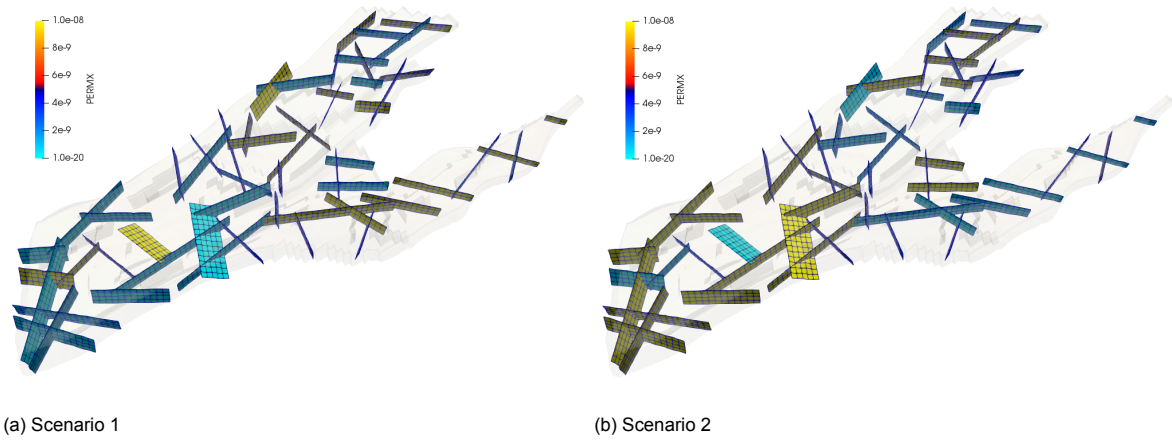 1.0e-08
8e-9
6e-9
4e-9
2e-9
1.0e-20
PERMX
1.0e-08
8e-9
6e-9
4e-9
2e-9
1.0e-20
PERMX
(a) Scenario 1
(b) Scenario 2